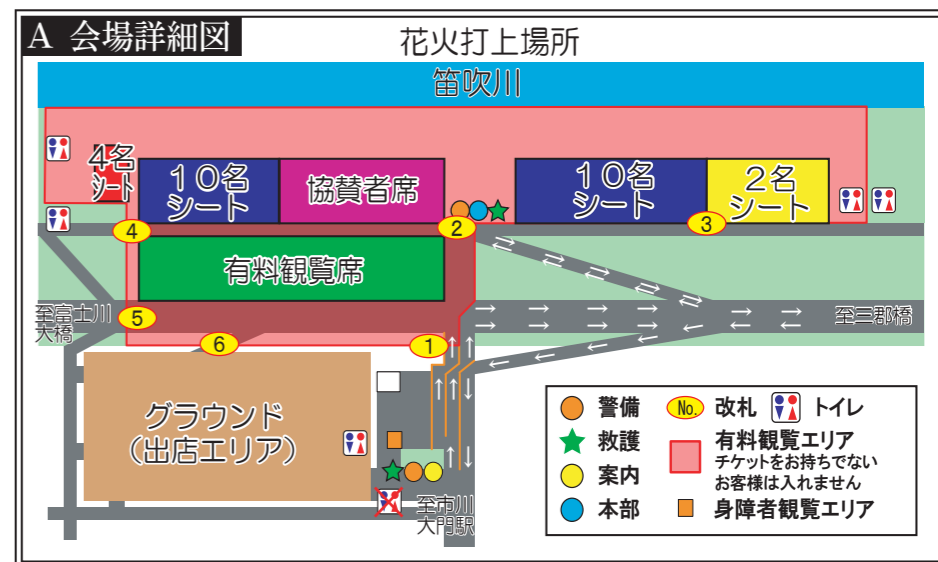 A 会場詳細図
花火打上場所
笛吹川
4名
シート
10名
シート
協賛者席
10名
シート
2名
シート
4
2
3
有料観覧席
至富士川
大橋
5
至三郡橋
6
1
グラウンド
(出店エリア)
至市川
大門駅
警備
No.
改札
トイレ
救護
有料観覧エリア
チケットをお持ちでない
お客様は入れません
案内
本部
身障者観覧エリア